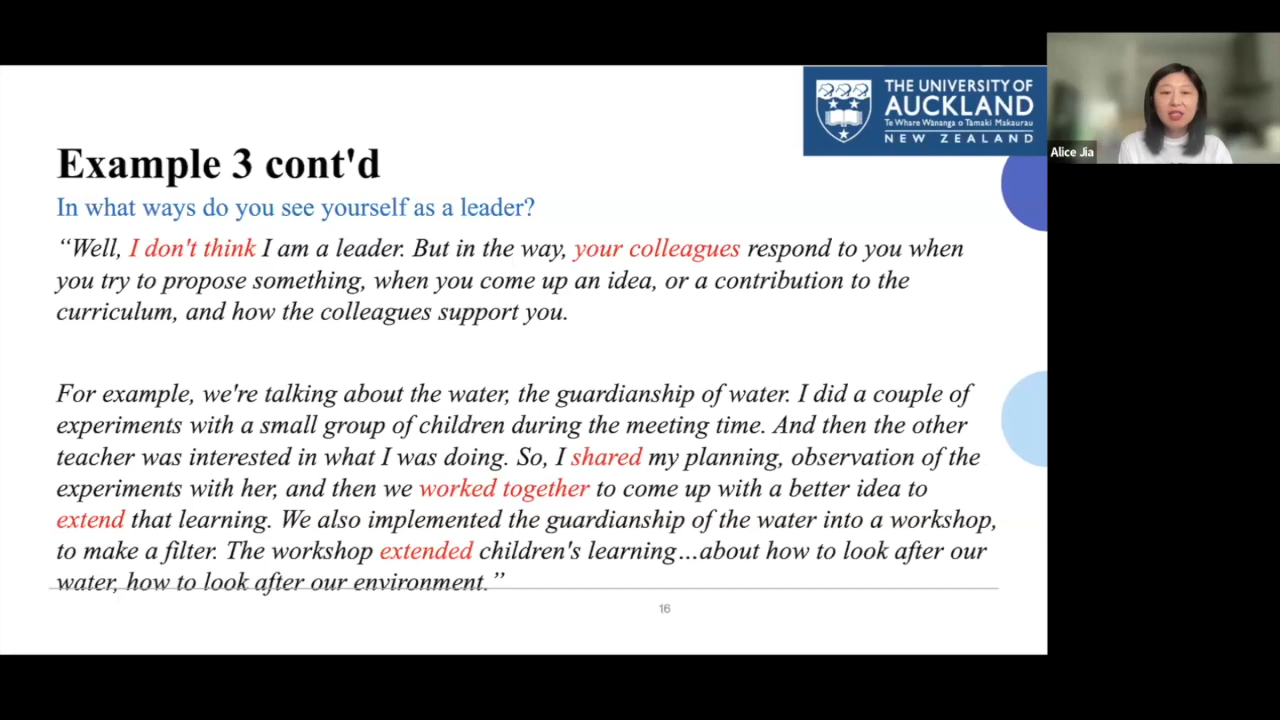 THE UNIVERSITY OF
AUCKLAND
Te Whare Wānanga o Tāmaki Makaurau
NEW ZEALAND
Alice Jia
Example 3 cont'd
In what ways do you see yourself as a leader?
“Well, I don't think I am a leader. But in the way, your colleagues respond to you when
you try to propose something, when you come up an idea, or a contribution to the
curriculum, and how the colleagues support you.
For example, we're talking about the water, the guardianship of water. I did a couple of
experiments with a small group of children during the meeting time. And then the other
teacher was interested in what I was doing. So, I shared my planning, observation of the
experiments with her, and then we worked together to come up with a better idea to
extend that learning. We also implemented the guardianship of the water into a workshop,
to make a filter. The workshop extended children's learning…about how to look after our
water, how to look after our environment.”
16